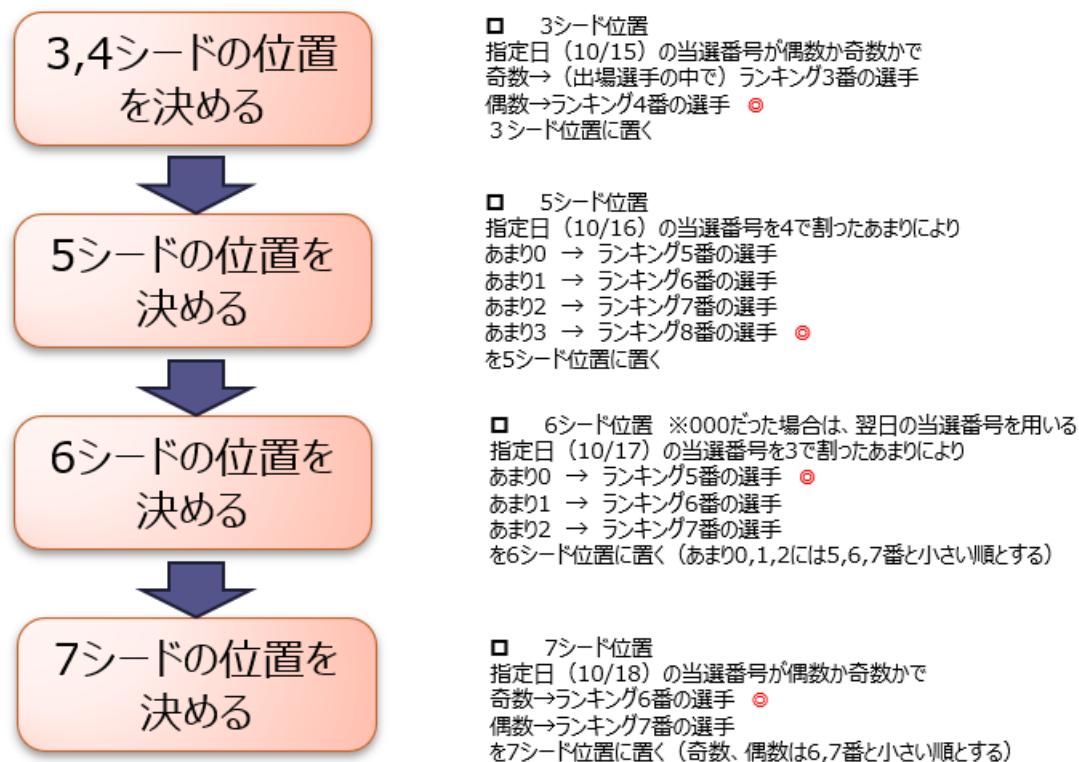 3,4シードの位置
を決める
□ 3シード位置
指定日（10/15）の当選番号が偶数か奇数かで
奇数→（出場選手の中で）ランキング3番の選手
偶数→ランキング4番の選手 ◎
３シード位置に置く
5シードの位置を
決める
□ 5シード位置
指定日（10/16）の当選番号を4で割ったあまりにより
あまり0 → ランキング5番の選手
あまり1 → ランキング6番の選手
あまり2 → ランキング7番の選手
あまり3 → ランキング8番の選手 ◎
を5シード位置に置く
6シードの位置を
決める
□ 6シード位置 ※000だった場合は、翌日の当選番号を用いる
指定日（10/17）の当選番号を3で割ったあまりにより
あまり0 → ランキング5番の選手 ◎
あまり1 → ランキング6番の選手
あまり2 → ランキング7番の選手
を6シード位置に置く（あまり0,1,2には5,6,7番と小さい順とする）
7シードの位置を
決める
□ 7シード位置
指定日（10/18）の当選番号が偶数か奇数かで
奇数→ランキング6番の選手 ◎
偶数→ランキング7番の選手
を7シード位置に置く（奇数、偶数は6,7番と小さい順とする）